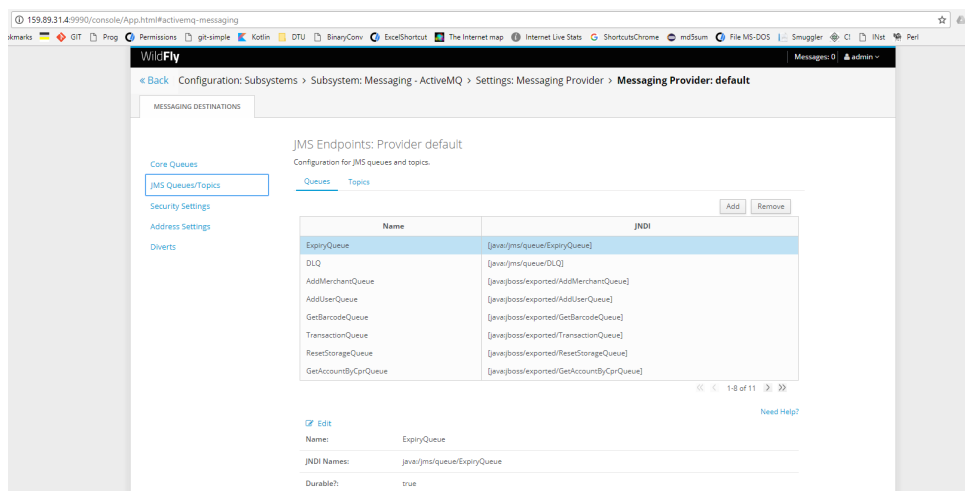 159.89.31.4:9990/console/App.html#activemq-messaging
okmarks GIT Prog Permissions git-simple Kotlin DTU BinaryConv ExcelShortcut The Internet map Internet Live Stats ShortcutsChrome md5sum File MS-DOS Smuggler CI INst Perl
WildFly Messages: 0 admin
« Back Configuration: Subsystems > Subsystem: Messaging - ActiveMQ > Settings: Messaging Provider > Messaging Provider: default
MESSAGING DESTINATIONS
Core Queues
JMS Queues/Topics
Security Settings
Address Settings
Diverts
JMS Endpoints: Provider default
Configuration for JMS queues and topics.
Queues Topics
Add Remove
Name JNDI
ExpiryQueue [java:/jms/queue/ExpiryQueue]
DLQ [java:/jms/queue/DLQ]
AddMerchantQueue [java:jboss/exported/AddMerchantQueue]
AddUserQueue [java:jboss/exported/AddUserQueue]
GetBarcodeQueue [java:jboss/exported/GetBarcodeQueue]
TransactionQueue [java:jboss/exported/TransactionQueue]
ResetStorageQueue [java:jboss/exported/ResetStorageQueue]
GetAccountByCprQueue [java:jboss/exported/GetAccountByCprQueue]
1-8 of 11
Need Help?
Edit
Name: ExpiryQueue
JNDI Names: java:/jms/queue/ExpiryQueue
Durable?: true